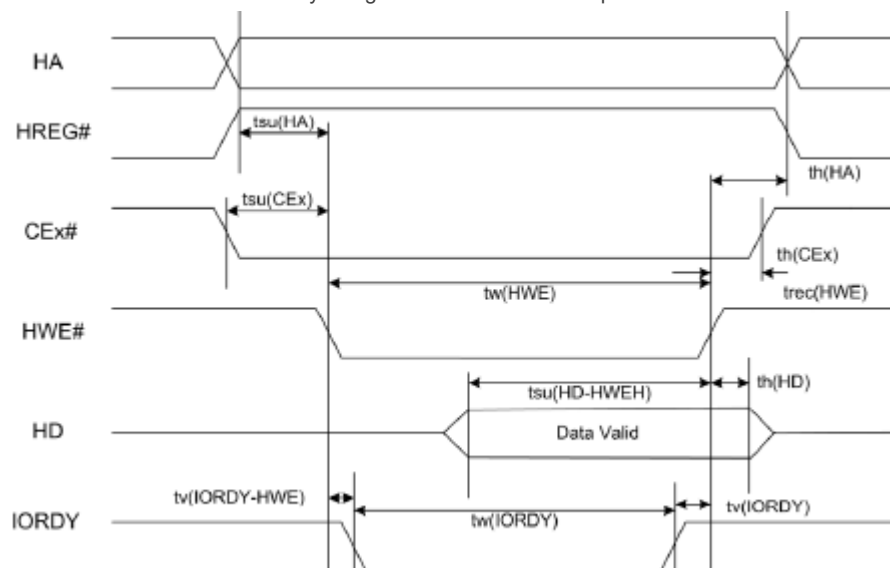 HA
HREG#
tsu(HA)
th(HA)
tsu(CEx)
CEx#
th(CEx)
tw(HWE)
trec(HWE)
HWE#
tsu(HD-HWEH)
th(HD)
HD
Data Valid
tv(IORDY-HWE)
tw(IORDY)
tv(IORDY)
IORDY